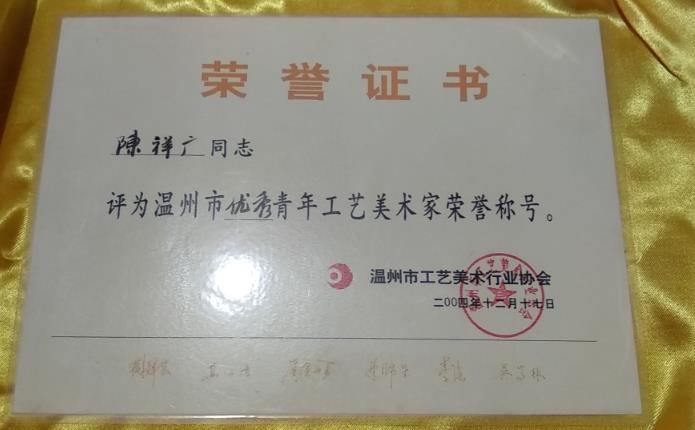 荣誉证书
陳祥广同志
评为温州市优秀青年工艺美术家荣誉称号。
温州市工艺美术行业协会
二00四年十二月十七日